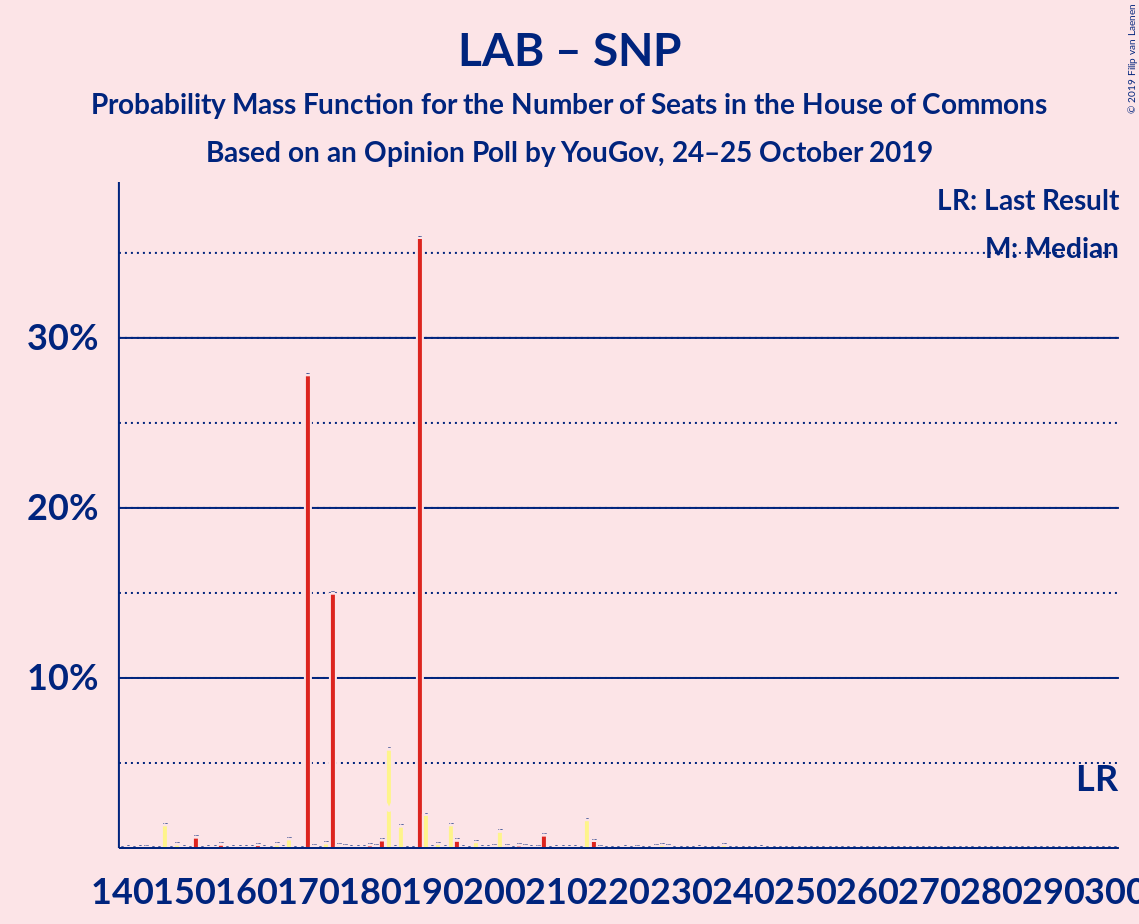 LAB – SNP
Probability Mass Function for the Number of Seats in the House of Commons
Based on an Opinion Poll by YouGov, 24–25 October 2019
© 2019 Filip van Laenen
LR: Last Result
M: Median
30%
20%
10%
LR
140 150 160 170 180 190 200 210 220 230 240 250 260 270 280 290 300